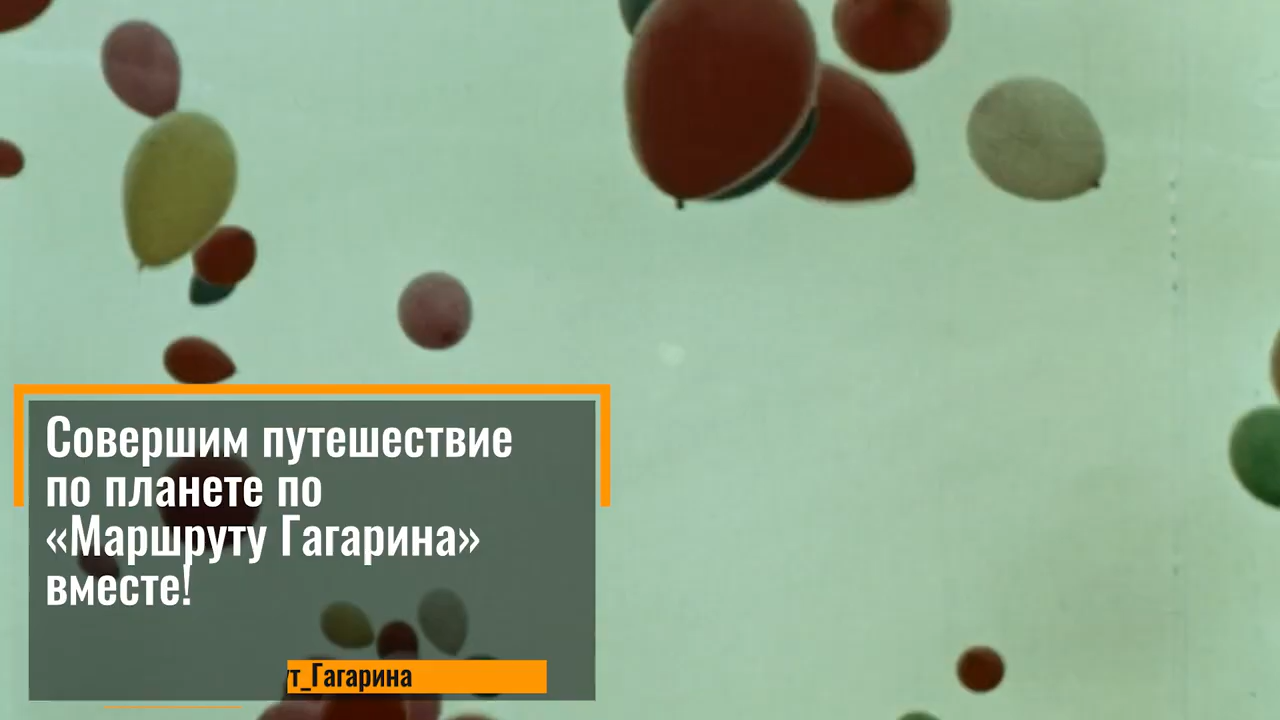 Совершим путешествие
по планете по
«Маршруту Гагарина»
вместе!
т_Гагарина